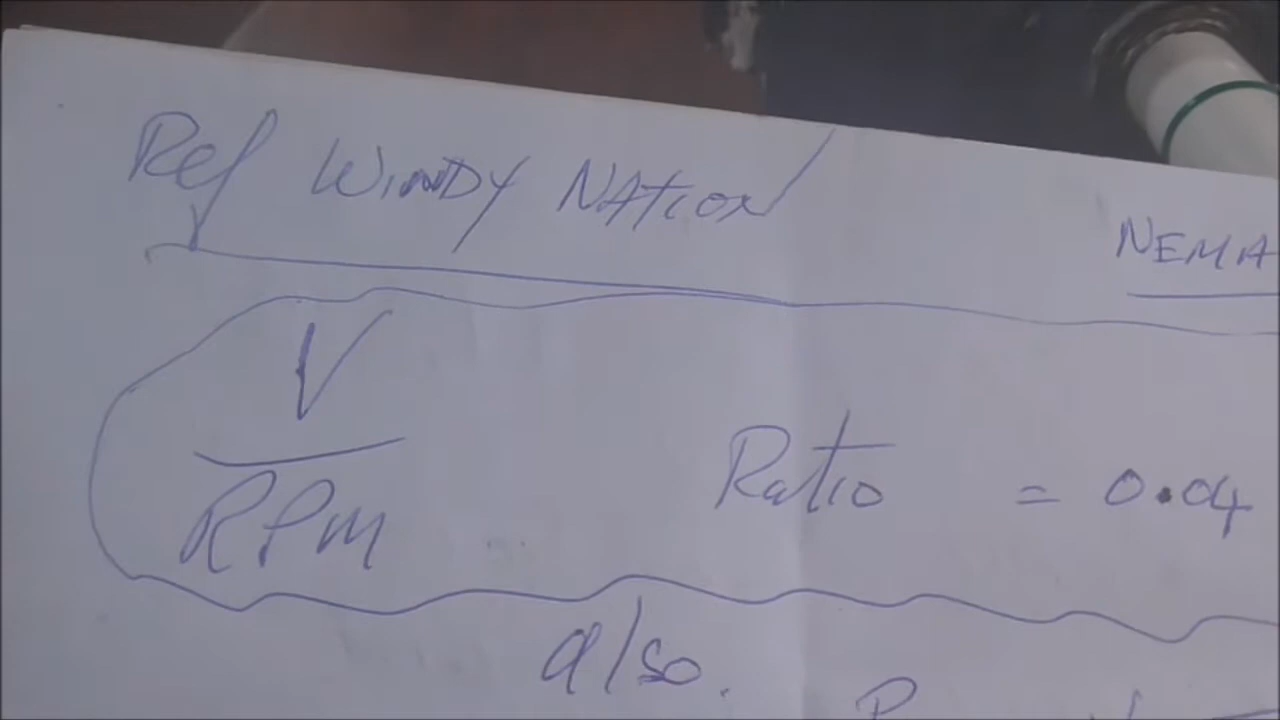 Ref WINDY NATION
NEMA
V
RPM
Ratio = 0.04
also.